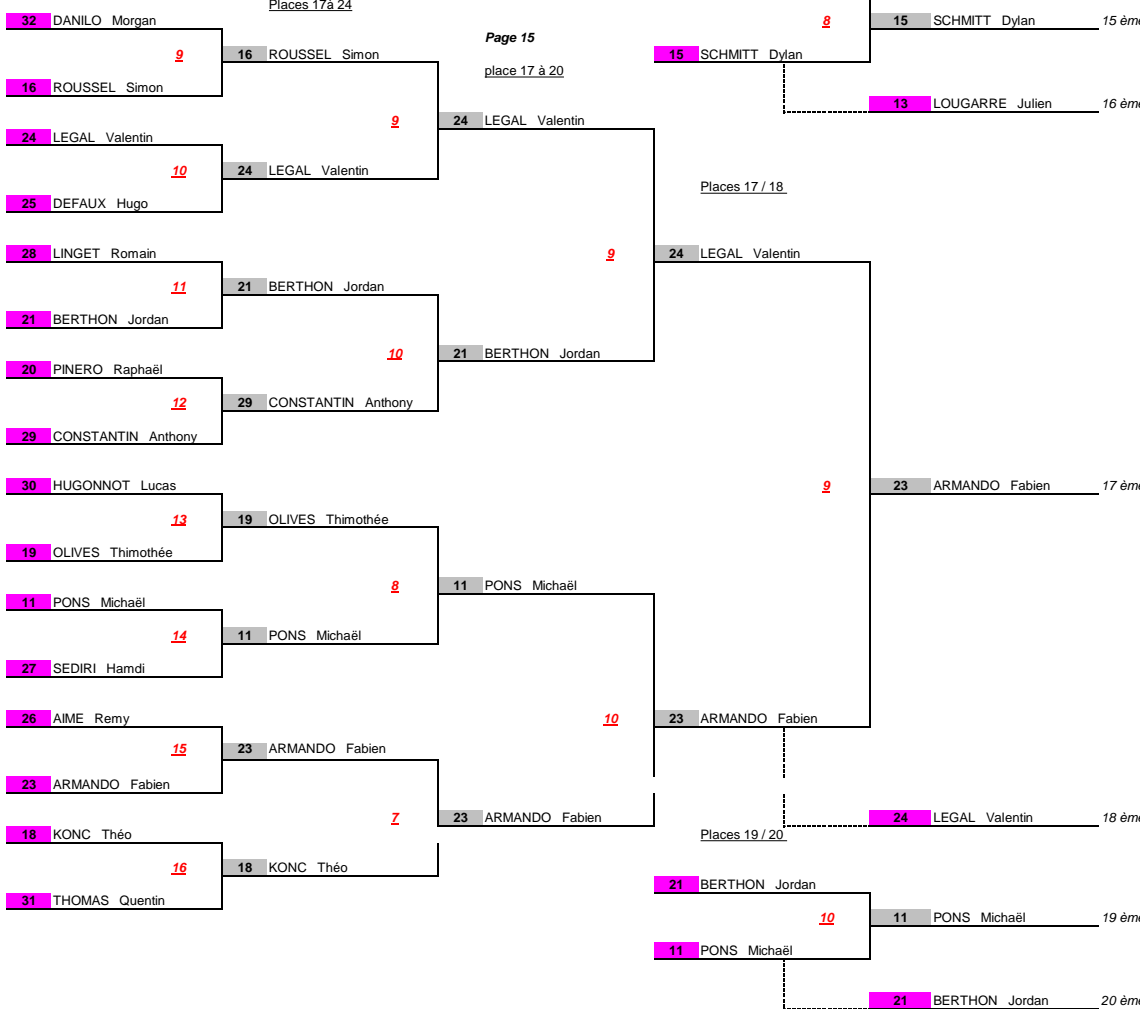 Places 17à 24
32 DANILO Morgan
9
16 ROUSSEL Simon
16 ROUSSEL Simon
24 LEGAL Valentin
10
24 LEGAL Valentin
25 DEFAUX Hugo
28 LINGET Romain
11
21 BERTHON Jordan
21 BERTHON Jordan
20 PINERO Raphaël
12
29 CONSTANTIN Anthony
29 CONSTANTIN Anthony
30 HUGONNOT Lucas
13
19 OLIVES Thimothée
19 OLIVES Thimothée
11 PONS Michaël
14
11 PONS Michaël
27 SEDIRI Hamdi
26 AIME Remy
15
23 ARMANDO Fabien
23 ARMANDO Fabien
18 KONC Théo
16
18 KONC Théo
31 THOMAS Quentin
Page 15
place 17 à 20
9
24 LEGAL Valentin
10
21 BERTHON Jordan
8
11 PONS Michaël
7
23 ARMANDO Fabien
8
15 SCHMITT Dylan 15 ème
15 SCHMITT Dylan
13 LOUGARRE Julien 16 ème
Places 17 / 18
9
24 LEGAL Valentin
9
23 ARMANDO Fabien 17 ème
10
23 ARMANDO Fabien
24 LEGAL Valentin 18 ème
Places 19 / 20
21 BERTHON Jordan
10
11 PONS Michaël 19 ème
11 PONS Michaël
21 BERTHON Jordan 20 ème